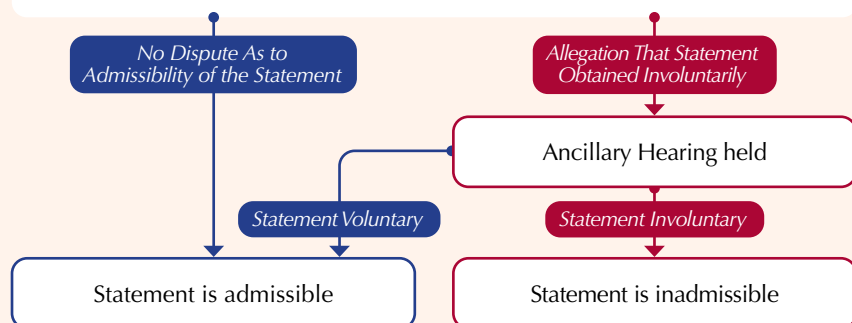 No Dispute As to
Admissibility of the Statement
Allegation That Statement
Obtained Involuntarily
Ancillary Hearing held
Statement Voluntary
Statement Involuntary
Statement is admissible
Statement is inadmissible